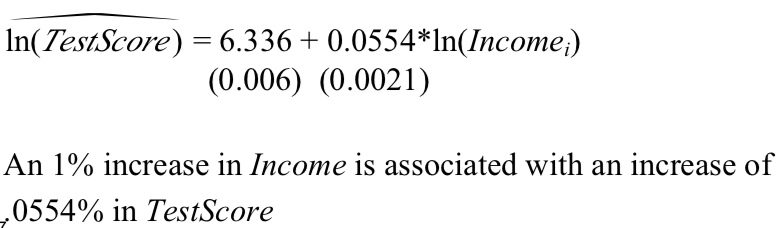 ln(TestScore) = 6.336 + 0.0554*ln(Incomeᵢ)
(0.006) (0.0021)
An 1% increase in Income is associated with an increase of
.0554% in TestScore